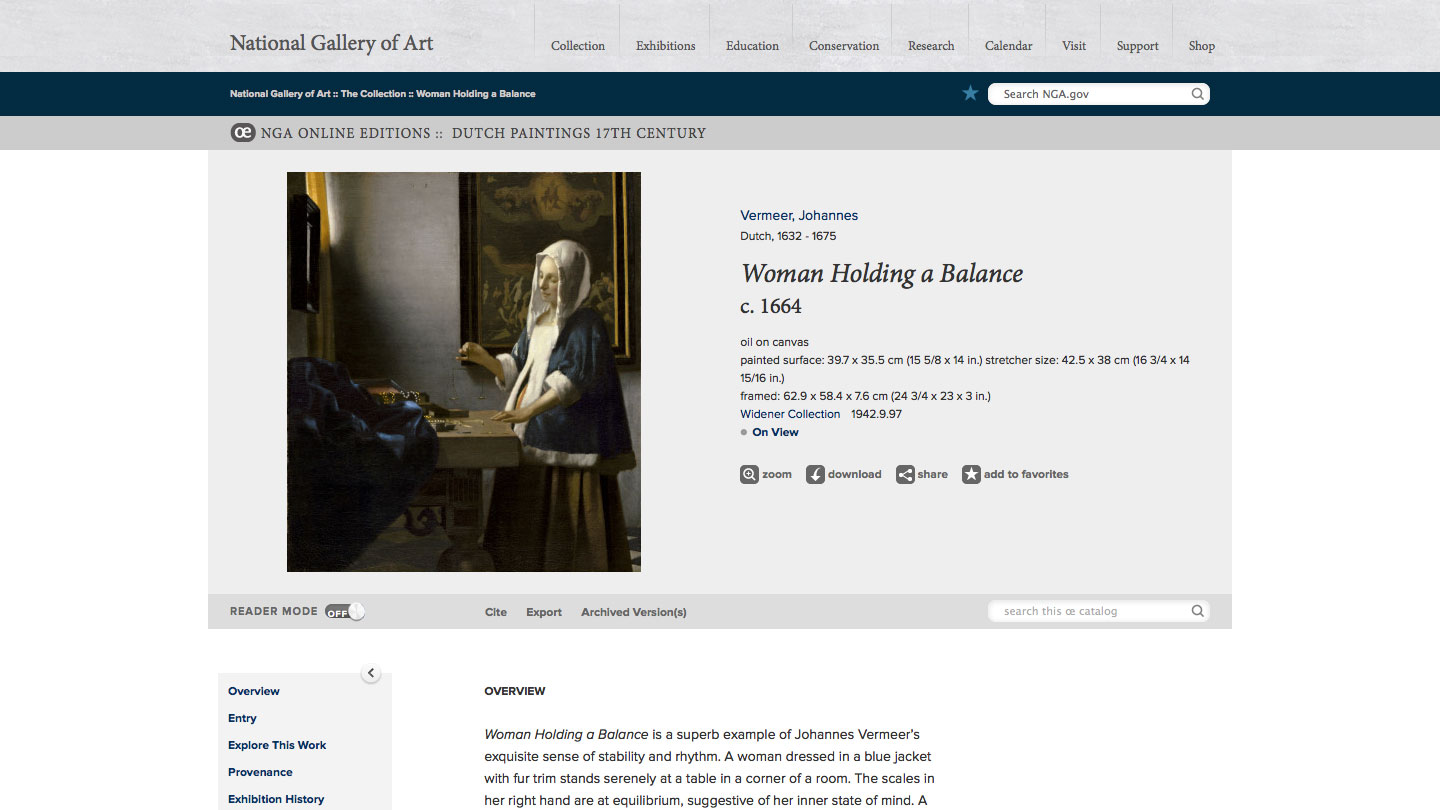 National Gallery of Art
Collection
Exhibitions
Education
Conservation
Research
Calendar
Visit
Support
Shop
National Gallery of Art :: The Collection :: Woman Holding a Balance
Search NGA.gov
œ NGA ONLINE EDITIONS :: DUTCH PAINTINGS 17TH CENTURY
Vermeer, Johannes
Dutch, 1632 - 1675
Woman Holding a Balance
c. 1664
oil on canvas
painted surface: 39.7 x 35.5 cm (15 5/8 x 14 in.) stretcher size: 42.5 x 38 cm (16 3/4 x 14
15/16 in.)
framed: 62.9 x 58.4 x 7.6 cm (24 3/4 x 23 x 3 in.)
Widener Collection 1942.9.97
On View
zoom
download
share
add to favorites
READER MODE OFF
Cite
Export
Archived Version(s)
search this œ catalog
Overview
Entry
Explore This Work
Provenance
Exhibition History
OVERVIEW
Woman Holding a Balance is a superb example of Johannes Vermeer’s
exquisite sense of stability and rhythm. A woman dressed in a blue jacket
with fur trim stands serenely at a table in a corner of a room. The scales in
her right hand are at equilibrium, suggestive of her inner state of mind. A